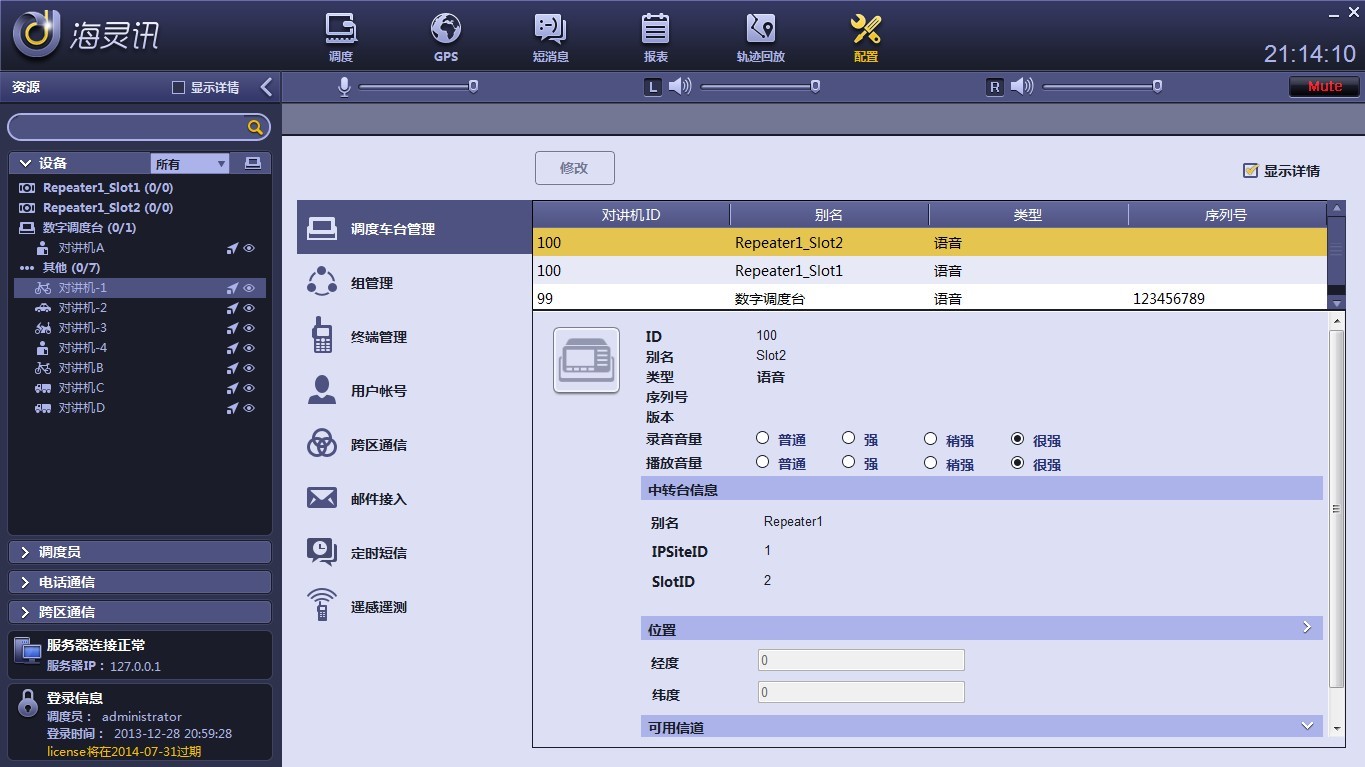 海灵讯
调度
GPS
短消息
报表
轨迹回放
配置
21:14:10
资源
显示详情
L
R
Mute
设备
所有
Repeater1_Slot1 (0/0)
Repeater1_Slot2 (0/0)
数字调度台 (0/1)
对讲机A
其他 (0/7)
对讲机-1
对讲机-2
对讲机-3
对讲机-4
对讲机B
对讲机C
对讲机D
调度员
电话通信
跨区通信
服务器连接正常
服务器IP： 127.0.0.1
登录信息
调度员： administrator
登录时间： 2013-12-28 20:59:28
license将在2014-07-31过期
修改
显示详情
调度车台管理
组管理
终端管理
用户帐号
跨区通信
邮件接入
定时短信
遥感遥测
对讲机ID 别名 类型 序列号
100 Repeater1_Slot2 语音
100 Repeater1_Slot1 语音
99 数字调度台 语音 123456789
ID 100
别名 Slot2
类型 语音
序列号
版本
录音音量 普通 强 稍强 很强
播放音量 普通 强 稍强 很强
中转台信息
别名 Repeater1
IPSiteID 1
SlotID 2
位置
经度 0
纬度 0
可用信道